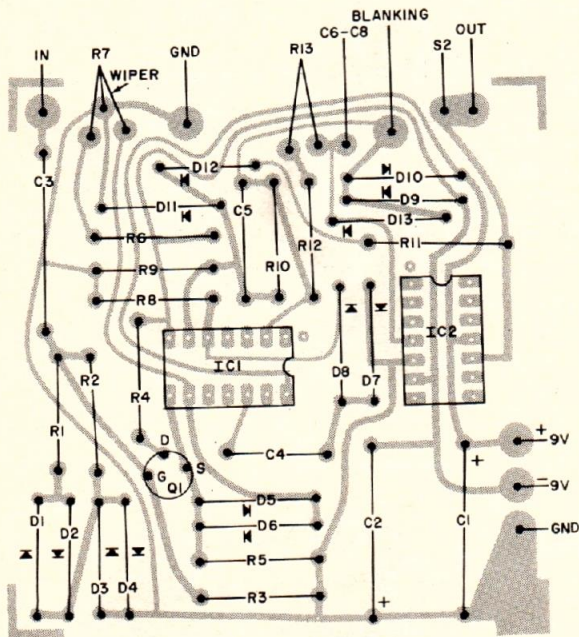 BLANKING
C6-C8
OUT
S2
IN
R7
WIPER
GND
R13
C3
D12
D10
D9
D11
C5
D13
R6
R12
R11
R9
R10
R8
IC1
IC2
R4
D8
D7
R1
R2
D
S
G
Q1
C4
+
9V
-
9V
GND
+
D1
D2
D3
D4
D5
D6
R5
R3
C2
C1
+